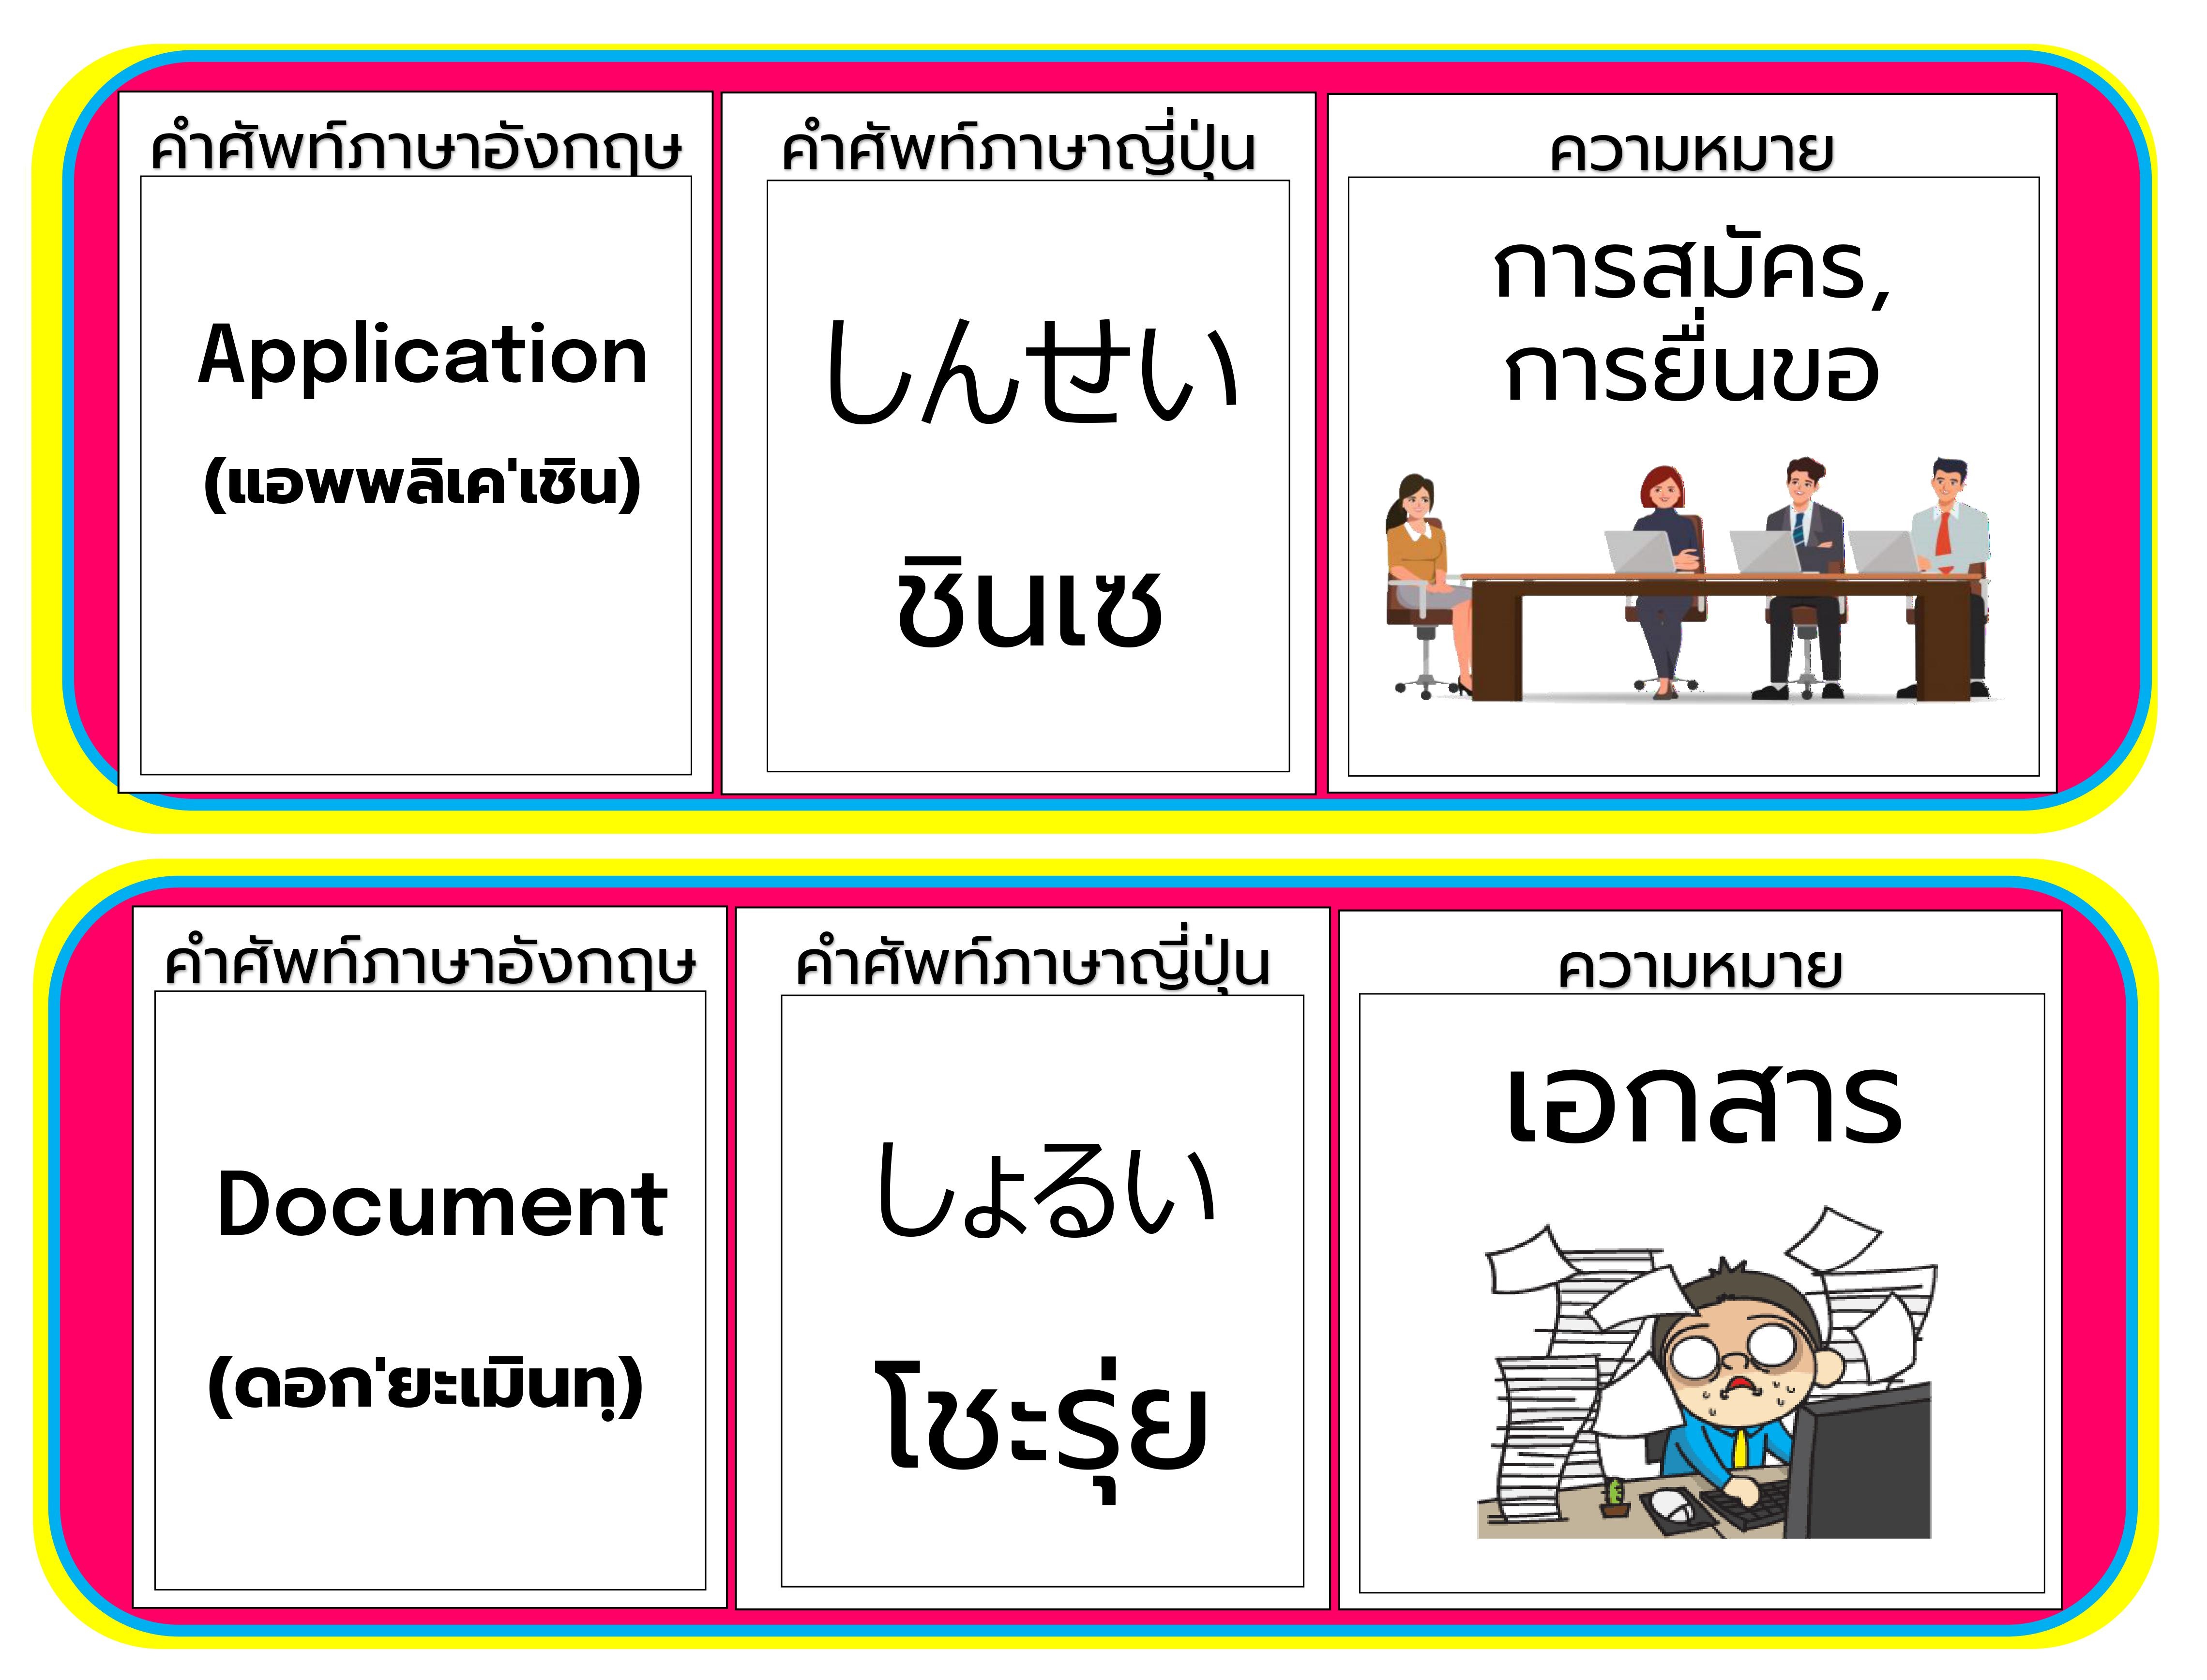 คำศัพท์ภาษาอังกฤษ
Application
(แอพพลิเค'เชิน)
คำศัพท์ภาษาญี่ปุ่น
しんせい
ชินเซ
ความหมาย
การสมัคร,
การยื่นขอ
คำศัพท์ภาษาอังกฤษ
Document
(ดอก'ยะเมินทฺ)
คำศัพท์ภาษาญี่ปุ่น
しょるい
โชะรุ่ย
ความหมาย
เอกสาร